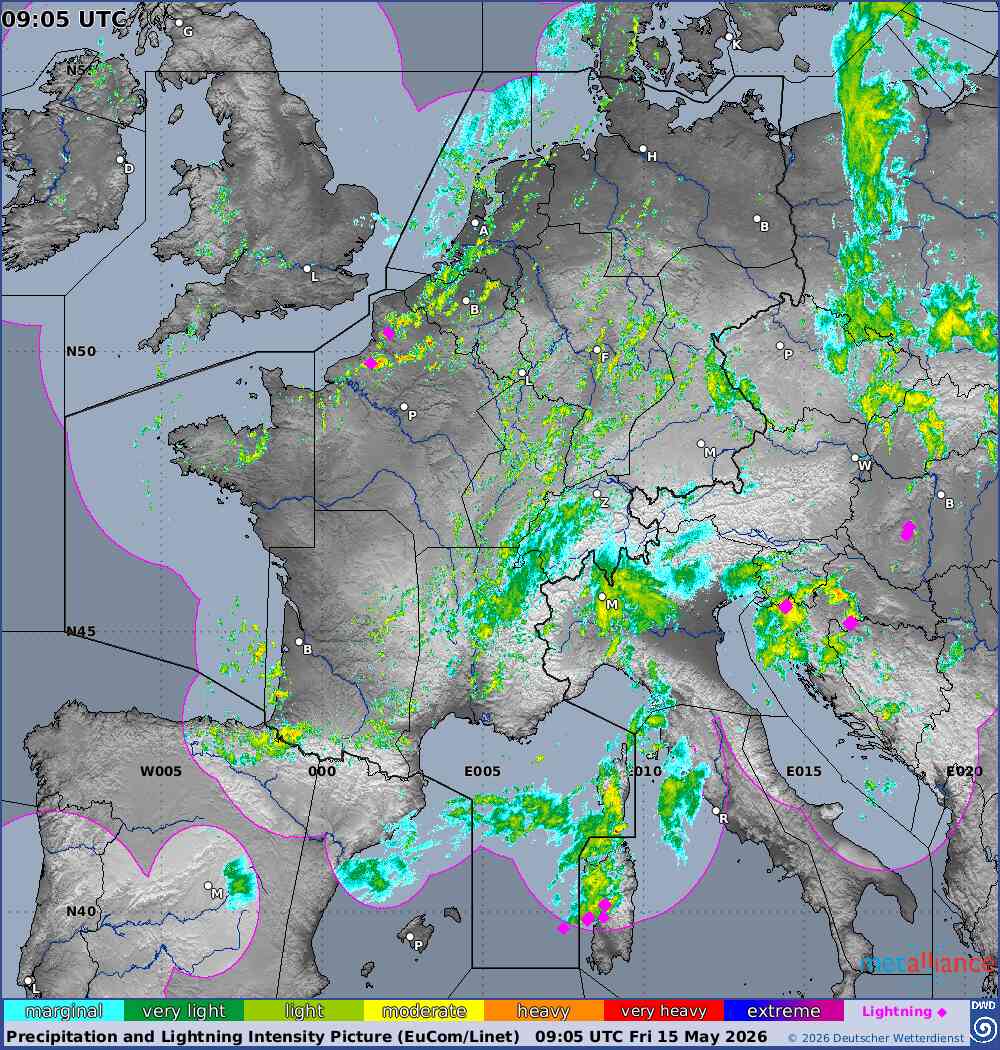 09:05 UTC
G
K
N55
D
H
B
A
L
B
N50
P
F
L
P
M
W
Z
B
M
N45
B
W005
000
E005
E010
E015
E020
R
M
N40
P
L
metalliance
marginal very light light moderate heavy very heavy extreme Lightning
DWD
Precipitation and Lightning Intensity Picture (EuCom/Linet) 09:05 UTC Fri 15 May 2026 © 2026 Deutscher Wetterdienst